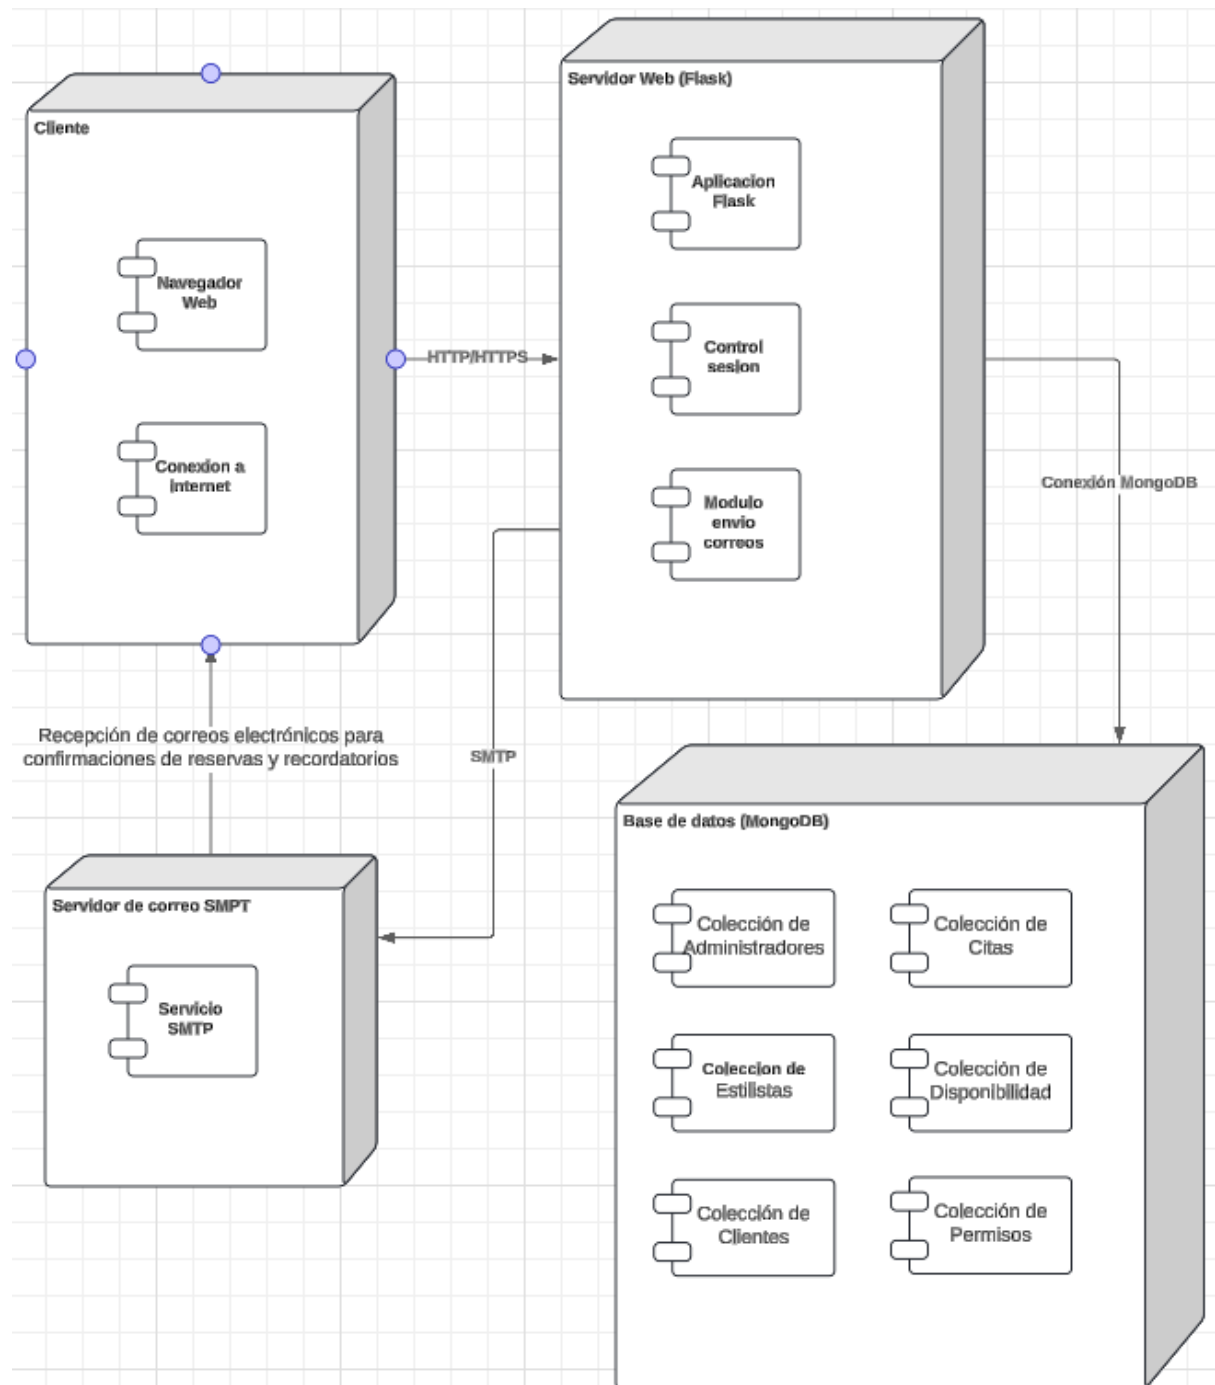 Cliente
Navegador
Web
Conexion a
internet
HTTP/HTTPS
Servidor Web (Flask)
Aplicacion
Flask
Control
sesion
Modulo
envio
correos
Conexión MongoDB
Recepción de correos electrónicos para
confirmaciones de reservas y recordatorios
SMTP
Servidor de correo SMPT
Servicio
SMTP
Base de datos (MongoDB)
Colección de
Administradores
Colección de
Citas
Coleccion de
Estilistas
Colección de
Disponibilidad
Colección de
Clientes
Colección de
Permisos